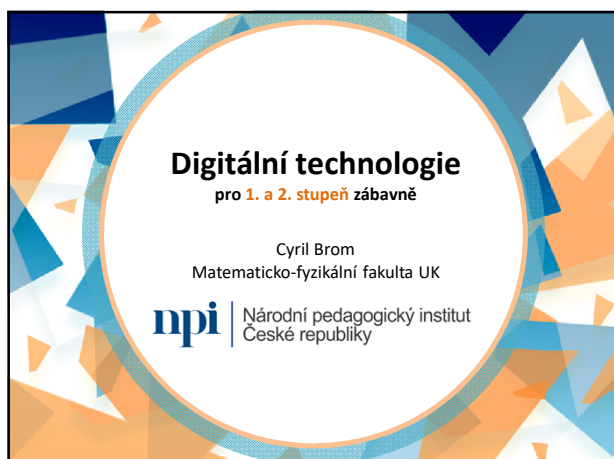 Digitální technologie
pro 1. a 2. stupeň zábavně
Cyril Brom
Matematicko-fyzikální fakulta UK
npi
Národní pedagogický institut
České republiky